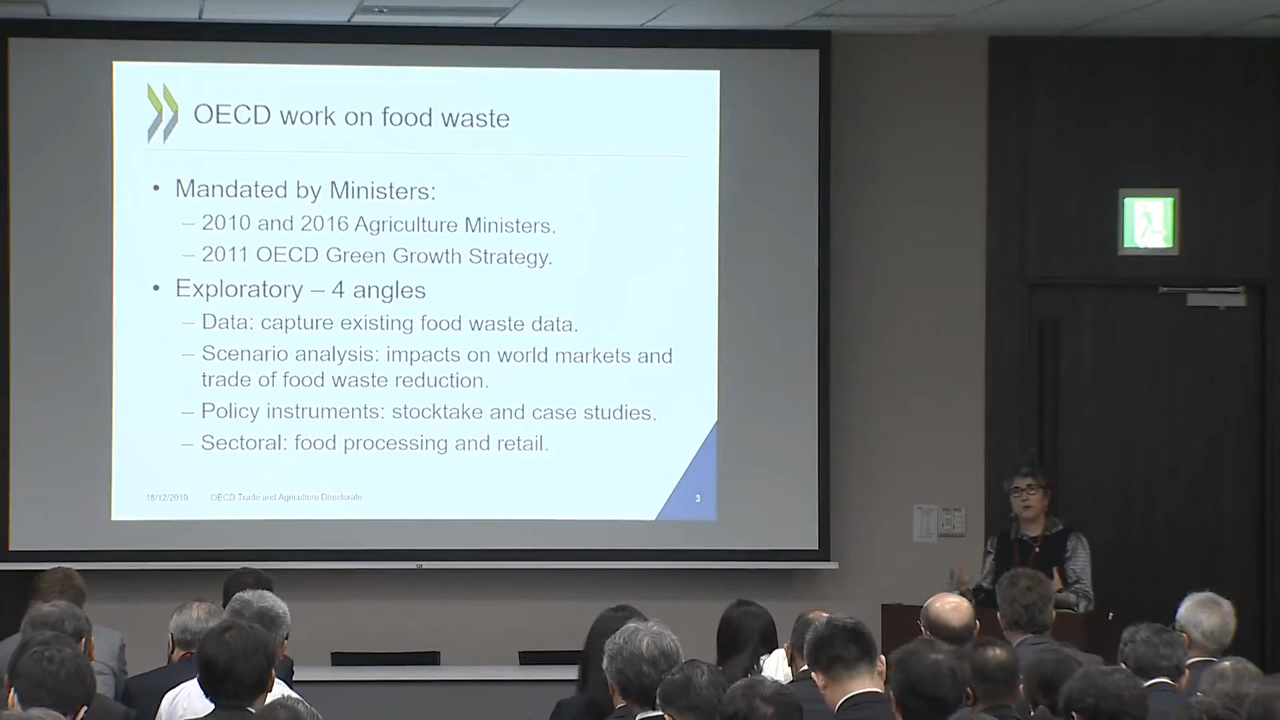 OECD work on food waste
• Mandated by Ministers:
– 2010 and 2016 Agriculture Ministers.
– 2011 OECD Green Growth Strategy.
• Exploratory – 4 angles
– Data: capture existing food waste data.
– Scenario analysis: impacts on world markets and
trade of food waste reduction.
– Policy instruments: stocktake and case studies.
– Sectoral: food processing and retail.
18/12/2019 OECD Trade and Agriculture Directorate 3